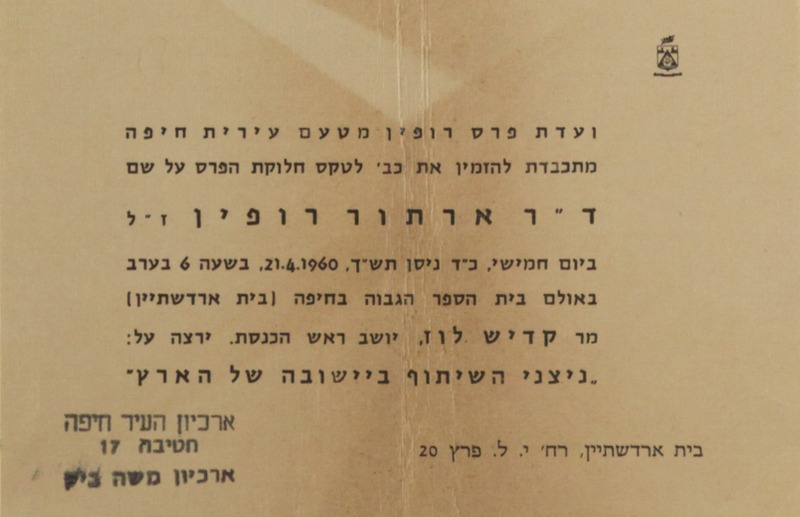 ועדת פרס רופין מטעם עירית חיפה
מתכבדת להזמין את כב' לטקס חלוקת הפרס על שם
ד״ר ארתור רופין ז״ל
ביום חמישי, כ״ד ניסן תש״ך, 21.4.1960, בשעה 6 בערב
באולם בית הספר הגבוה בחיפה (בית ארדשתיין)
מר קדיש לוז, יושב ראש הכנסת. ירצה על:
„ניצני השיתוף ביישובה של הארץ״
בית ארדשתיין, רח' י. ל. פרץ 20
ארכיון העיר חיפה
חטיבה 17
ארכיון משה ביק